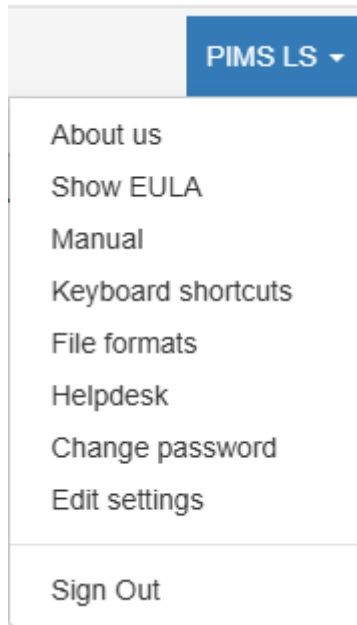 PIMS LS
About us
Show EULA
Manual
Keyboard shortcuts
File formats
Helpdesk
Change password
Edit settings
Sign Out